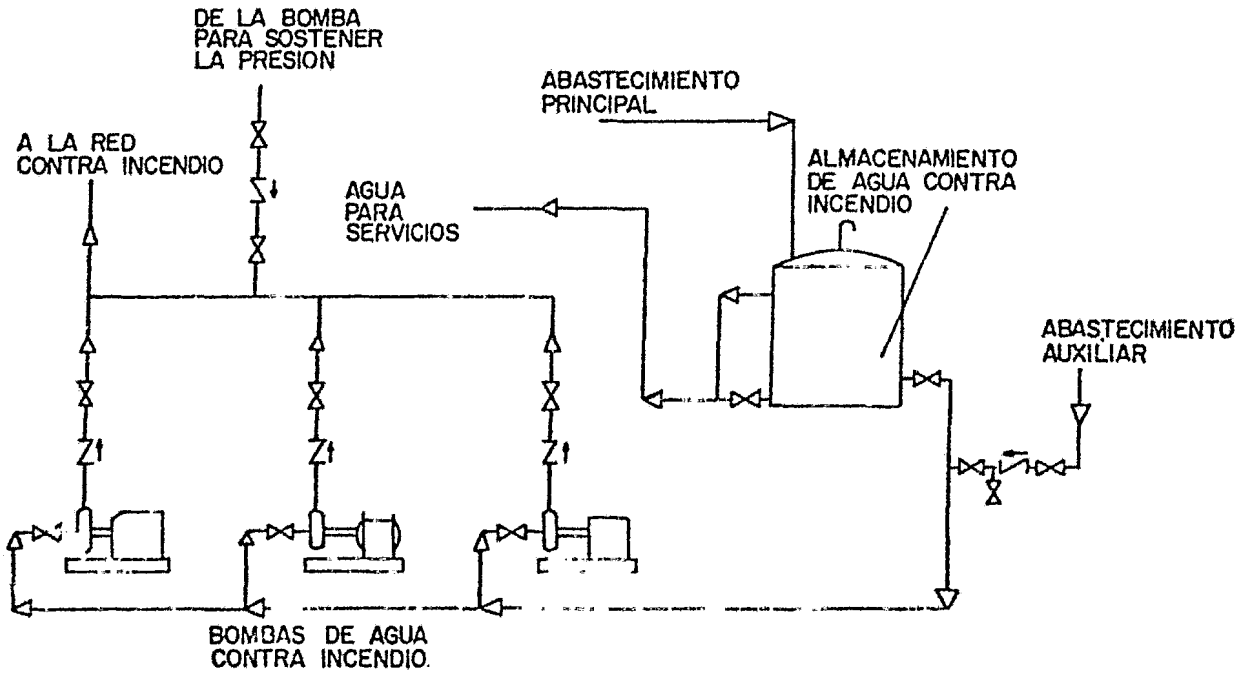 DE LA BOMBA
PARA SOSTENER
LA PRESION
ABASTECIMIENTO
PRINCIPAL
A LA RED
CONTRA INCENDIO
ALMACENAMIENTO
DE AGUA CONTRA
INCENDIO
AGUA
PARA
SERVICIOS
ABASTECIMIENTO
AUXILIAR
BOMBAS DE AGUA
CONTRA INCENDIO.